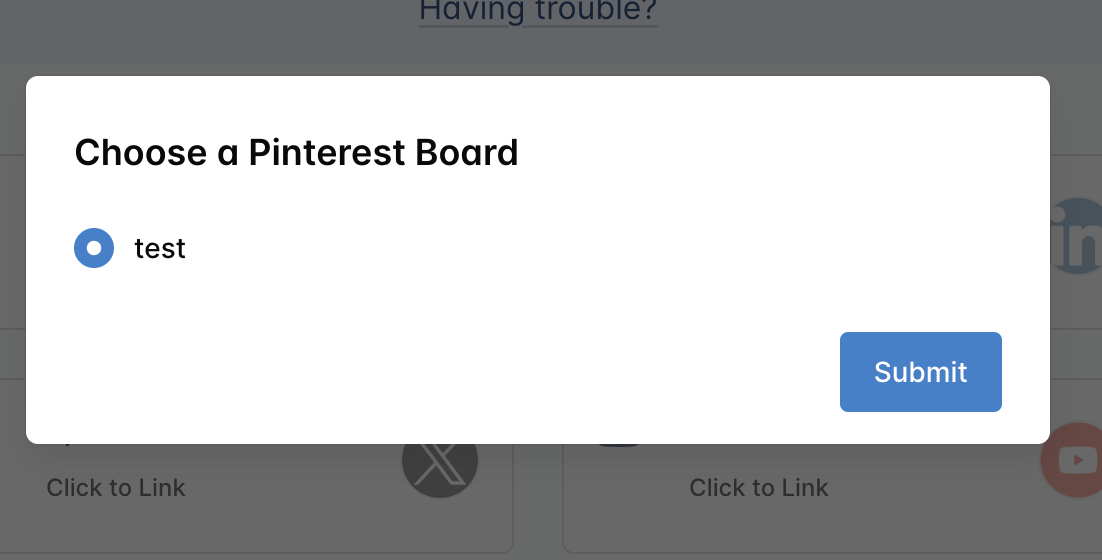 Having trouble?
Choose a Pinterest Board
test
Submit
Click to Link
Click to Link